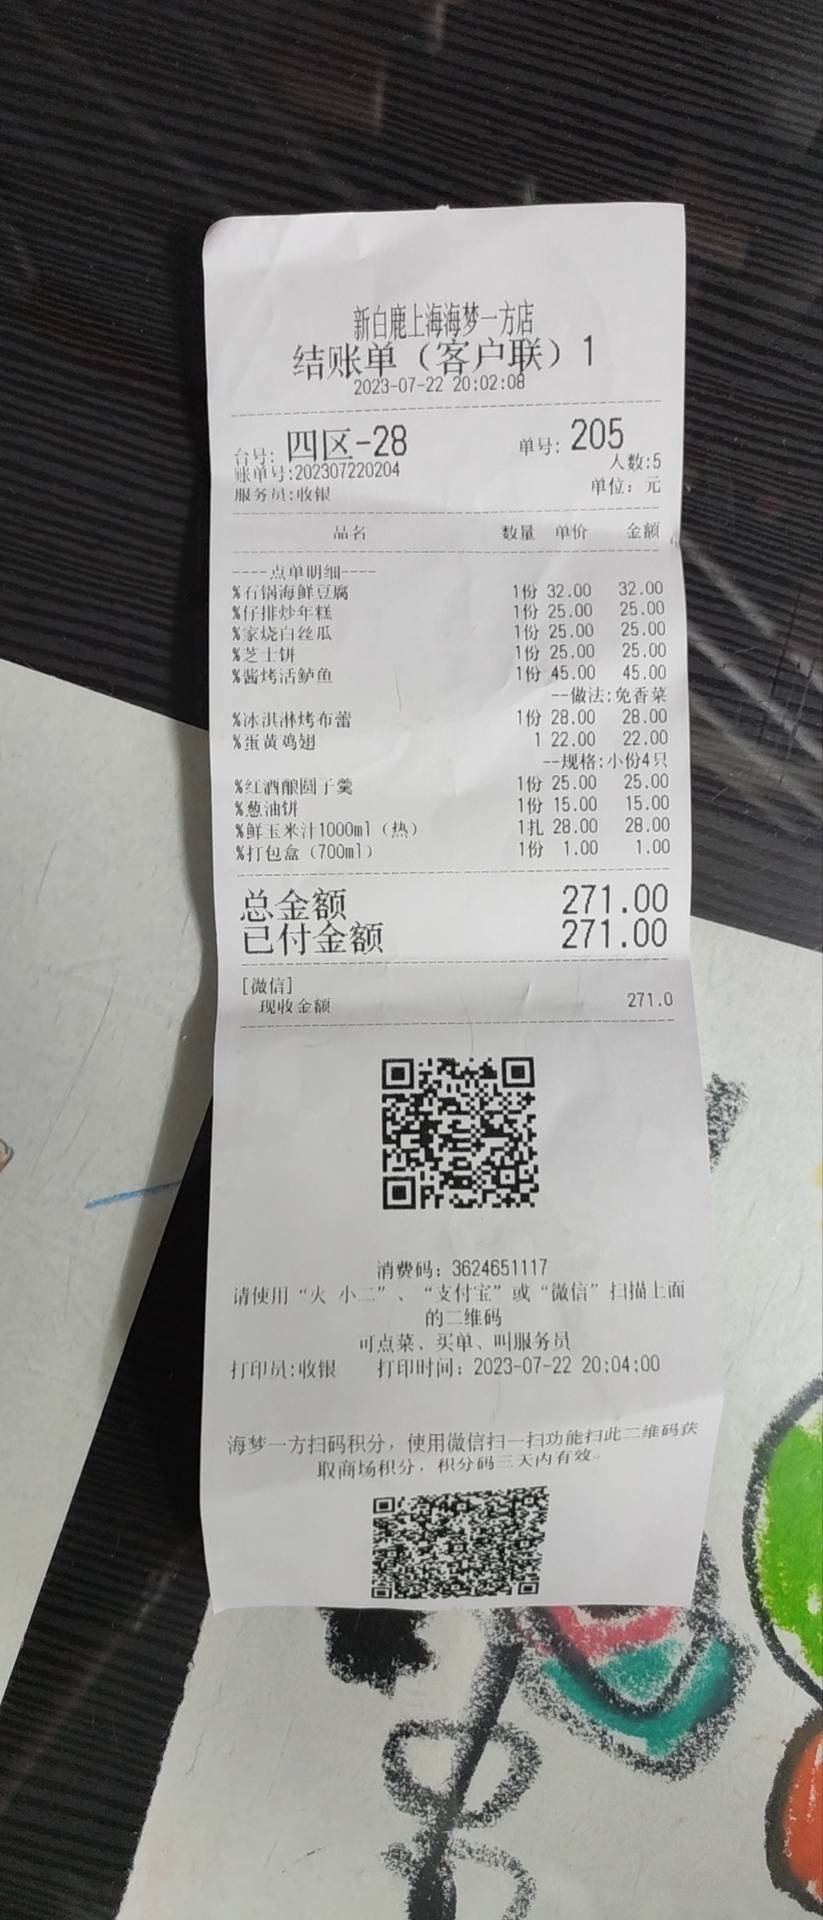 新白鹿上海海梦一方店
结账单（客户联）1
2023-07-22 20:02:08
台号: 四区-28 单号: 205
账单号:202307220204 人数:5
服务员:收银 单位: 元
品名 数量 单价 金额
----点单明细----
%石锅海鲜豆腐 1份 32.00 32.00
%仔排炒年糕 1份 25.00 25.00
%家烧白丝瓜 1份 25.00 25.00
%芝士饼 1份 25.00 25.00
%酱烤活鲈鱼 1份 45.00 45.00
--做法:免香菜
%冰淇淋烤布蕾 1份 28.00 28.00
%蛋黄鸡翅 1 22.00 22.00
--规格:小份4只
%红酒酿圆子羹 1份 25.00 25.00
%葱油饼 1份 15.00 15.00
%鲜玉米汁1000ml（热） 1扎 28.00 28.00
%打包盒（700ml） 1份 1.00 1.00
总金额 271.00
已付金额 271.00
[微信]
现收金额 271.0
消费码: 3624651117
请使用“火 小二”、“支付宝”或“微信”扫描上面
的二维码
可点菜、买单、叫服务员
打印员:收银 打印时间: 2023-07-22 20:04:00
海梦一方扫码积分，使用微信扫一扫功能扫此二维码获
取商场积分，积分码三天内有效。